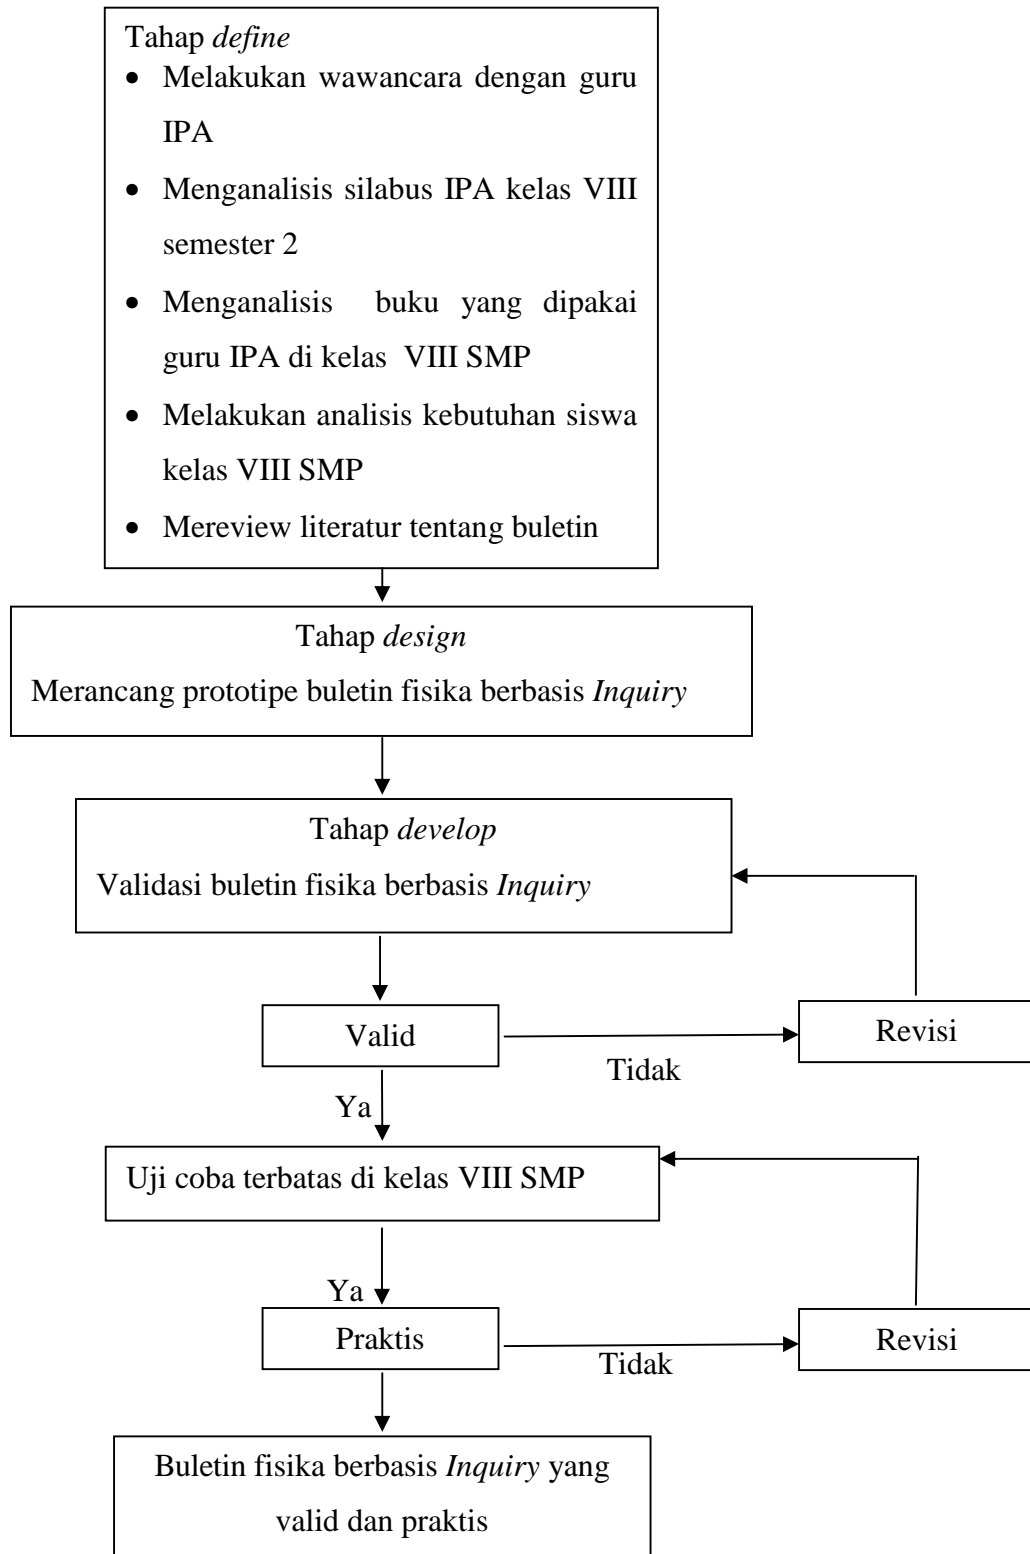 Tahap define
• Melakukan wawancara dengan guru
IPA
• Menganalisis silabus IPA kelas VIII
semester 2
• Menganalisis buku yang dipakai
guru IPA di kelas VIII SMP
• Melakukan analisis kebutuhan siswa
kelas VIII SMP
• Mereview literatur tentang buletin
Tahap design
Merancang prototipe buletin fisika berbasis Inquiry
Tahap develop
Validasi buletin fisika berbasis Inquiry
Valid
Revisi
Tidak
Ya
Uji coba terbatas di kelas VIII SMP
Ya
Praktis
Revisi
Tidak
Buletin fisika berbasis Inquiry yang
valid dan praktis